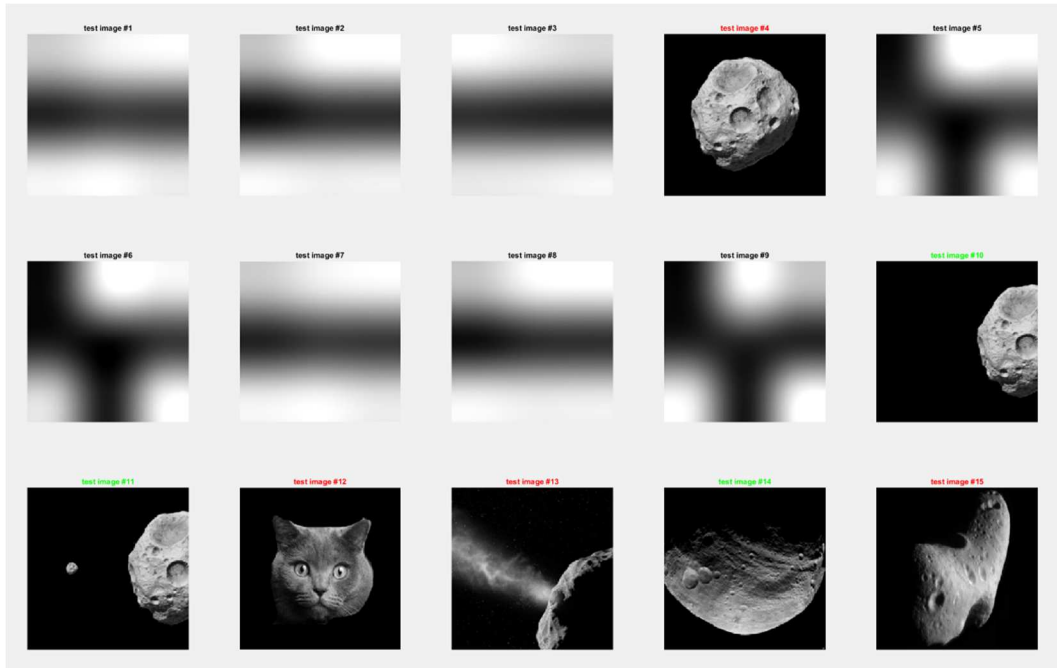 test image #1
test image #2
test image #3
test image #4
test image #5
test image #6
test image #7
test image #8
test image #9
test image #10
test image #11
test image #12
test image #13
test image #14
test image #15